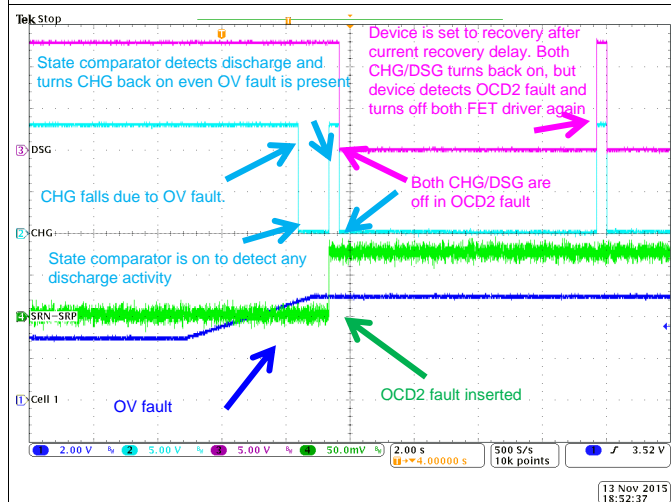 Tek Stop
T
T
Device is set to recovery after
current recovery delay. Both
CHG/DSG turns back on, but
device detects OCD2 fault and
turns off both FET driver again
State comparator detects discharge and
turns CHG back on even OV fault is present
3 DSG
CHG falls due to OV fault.
Both CHG/DSG are
off in OCD2 fault
2 CHG
State comparator is on to detect any
discharge activity
4 SRN-SRP
OCD2 fault inserted
1 Cell 1
OV fault
1 2.00 V 2 5.00 V 3 5.00 V 4 50.0mV
2.00 s
T→▼4.00000 s
500 S/s
10k points
1 3.52 V
13 Nov 2015
18:52:37